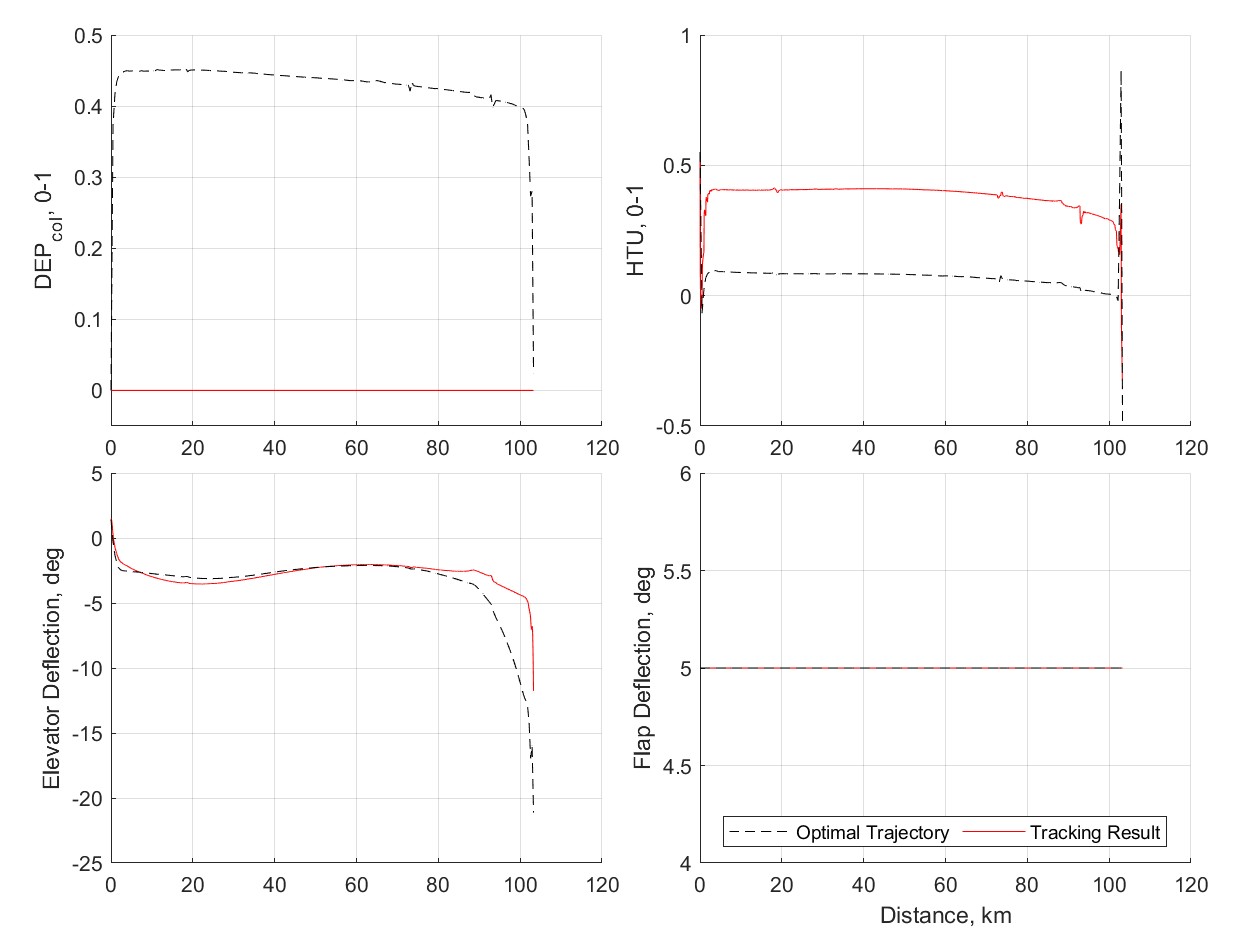 0.5
0.4
0.3
0.2
0.1
0
DEP_col, 0-1
0 20 40 60 80 100 120
1
0.5
0
-0.5
HTU, 0-1
0 20 40 60 80 100 120
5
0
-5
-10
-15
-20
-25
Elevator Deflection, deg
0 20 40 60 80 100 120
6
5.5
5
4.5
4
Flap Deflection, deg
Optimal Trajectory Tracking Result
0 20 40 60 80 100 120
Distance, km